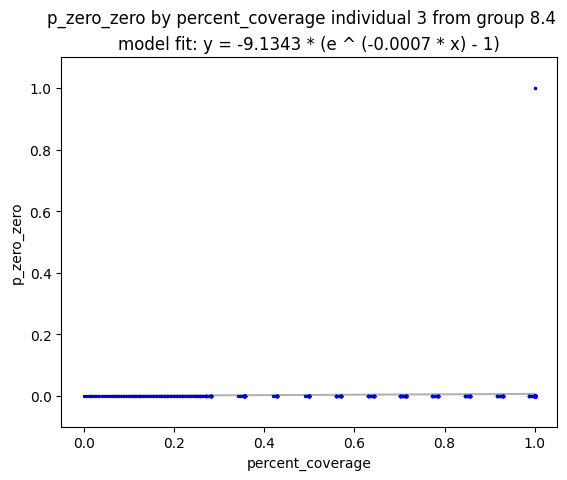 p_zero_zero by percent_coverage individual 3 from group 8.4
model fit: y = -9.1343 * (e ^ (-0.0007 * x) - 1)
1.0
0.8
0.6
0.4
0.2
0.0
p_zero_zero
0.0 0.2 0.4 0.6 0.8 1.0
percent_coverage